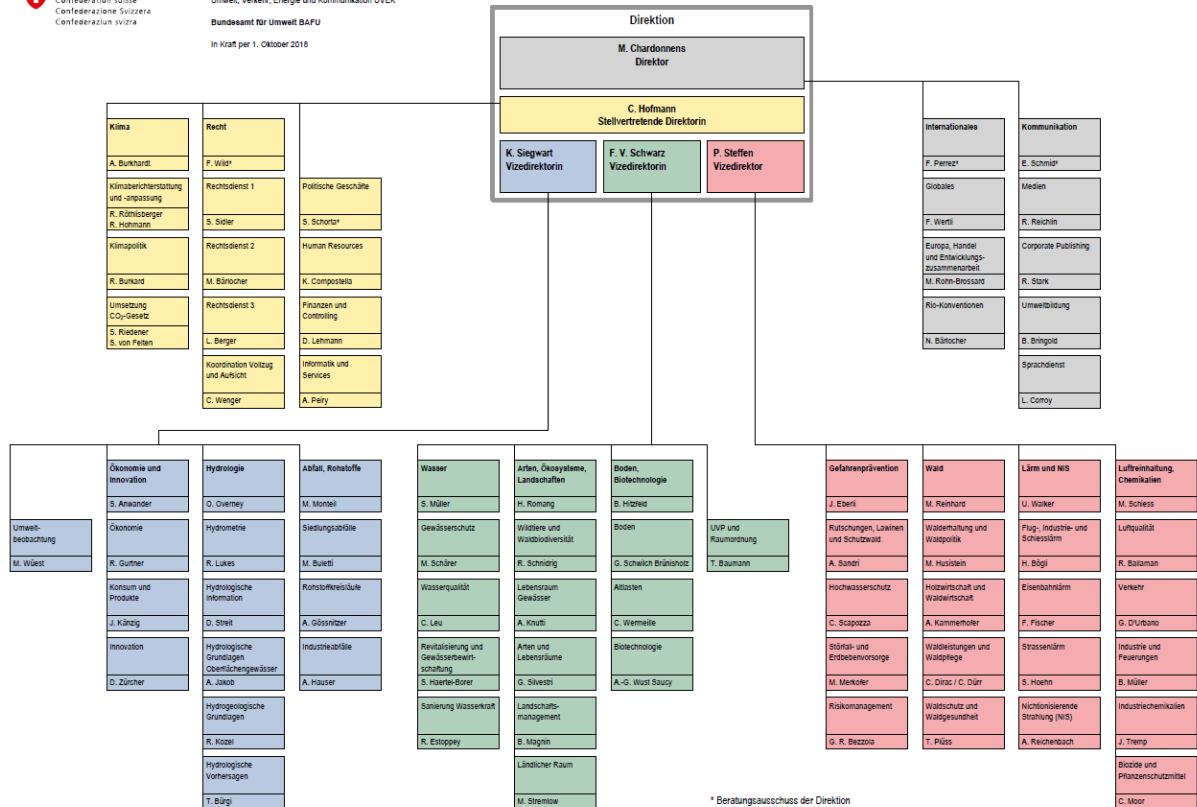 Confédération suisse
Confederazione Svizzera
Confederaziun svizra
Umwelt, Verkehr, Energie und Kommunikation UVEK
Bundesamt für Umwelt BAFU
In Kraft per 1. Oktober 2018
Direktion
M. Chardonnens
Direktor
C. Hofmann
Stellvertretende Direktorin
K. Siegwart
Vizedirektorin
F. V. Schwarz
Vizedirektorin
P. Steffen
Vizedirektor
Klima
A. Burkhardt
Klimaberichterstattung
und -anpassung
R. Röthlisberger
R. Hohmann
Klimapolitik
R. Burkard
Umsetzung
CO₂-Gesetz
S. Riedener
S. von Felten
Recht
F. Wild*
Rechtsdienst 1
S. Sidler
Rechtsdienst 2
M. Bärlocher
Rechtsdienst 3
L. Berger
Koordination Vollzug
und Aufsicht
C. Wenger
Politische Geschäfte
S. Schorta*
Human Resources
K. Compostella
Finanzen und
Controlling
D. Lehmann
Informatik und
Services
A. Peiry
Internationales
F. Perrez*
Globales
F. Wertli
Europa, Handel
und Entwicklungs-
zusammenarbeit
M. Rohn-Brossard
Rio-Konventionen
N. Bärlocher
Kommunikation
E. Schmid*
Medien
R. Reichlin
Corporate Publishing
R. Stark
Umweltbildung
B. Bringold
Sprachdienst
L. Corroy
Umwelt-
beobachtung
M. Wüest
Ökonomie und
Innovation
S. Anwander
Ökonomie
R. Gurtner
Konsum und
Produkte
J. Känzig
Innovation
D. Zürcher
Hydrologie
O. Overney
Hydrometrie
R. Lukes
Hydrologische
Information
D. Streit
Hydrologische
Grundlagen
Oberflächengewässer
A. Jakob
Hydrogeologische
Grundlagen
R. Kozel
Hydrologische
Vorhersagen
T. Bürgi
Abfall, Rohstoffe
M. Monteil
Siedlungsabfälle
M. Buletti
Rohstoffkreisläufe
A. Gössnitzer
Industrieabfälle
A. Hauser
Wasser
S. Müller
Gewässerschutz
M. Schärer
Wasserqualität
C. Leu
Revitalisierung und
Gewässerbewirt-
schaftung
S. Haertel-Borer
Sanierung Wasserkraft
R. Estoppey
Arten, Ökosysteme,
Landschaften
H. Romang
Wildtiere und
Waldbiodiversität
R. Schnidrig
Lebensraum
Gewässer
A. Knutti
Arten und
Lebensräume
G. Silvestri
Landschafts-
management
B. Magnin
Ländlicher Raum
M. Stremlow
Boden,
Biotechnologie
B. Hitzfeld
Boden
G. Schwilch Brünisholz
Altlasten
C. Wermeille
Biotechnologie
A.-G. Wust Saucy
UVP und
Raumordnung
T. Baumann
Gefahrenprävention
J. Eberli
Rutschungen, Lawinen
und Schutzwald
A. Sandri
Hochwasserschutz
C. Scapozza
Störfall- und
Erdbebenvorsorge
M. Merkofer
Risikomanagement
G. R. Bezzola
Wald
M. Reinhard
Walderhaltung und
Waldpolitik
M. Husistein
Holzwirtschaft und
Waldwirtschaft
A. Kammerhofer
Waldleistungen und
Waldpflege
C. Dirac / C. Dürr
Waldschutz und
Waldgesundheit
T. Plüss
Lärm und NIS
U. Walker
Flug-, Industrie- und
Schiesslärm
H. Bögli
Eisenbahnlärm
F. Fischer
Strassenlärm
S. Hoehn
Nichtionisierende
Strahlung (NIS)
A. Reichenbach
Luftreinhaltung,
Chemikalien
M. Schiess
Luftqualität
R. Ballaman
Verkehr
G. D'Urbano
Industrie und
Feuerungen
B. Müller
Industriechemikalien
J. Tremp
Biozide und
Pflanzenschutzmittel
C. Moor
* Beratungsausschuss der Direktion